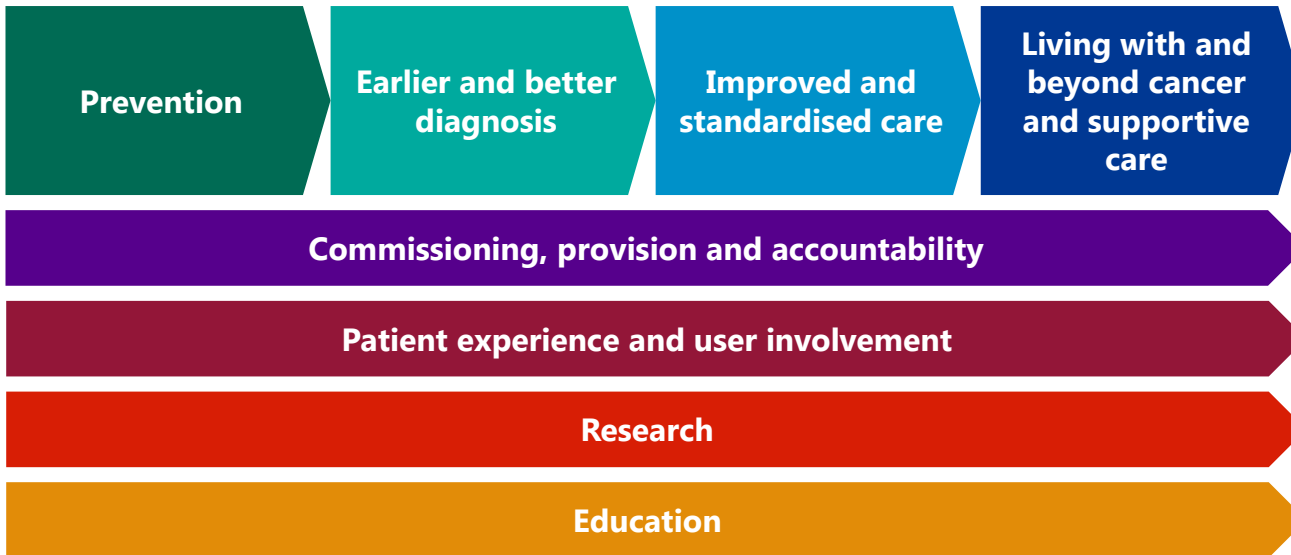 Prevention
Earlier and better
diagnosis
Improved and
standardised care
Living with and
beyond cancer
and supportive
care
Commissioning, provision and accountability
Patient experience and user involvement
Research
Education